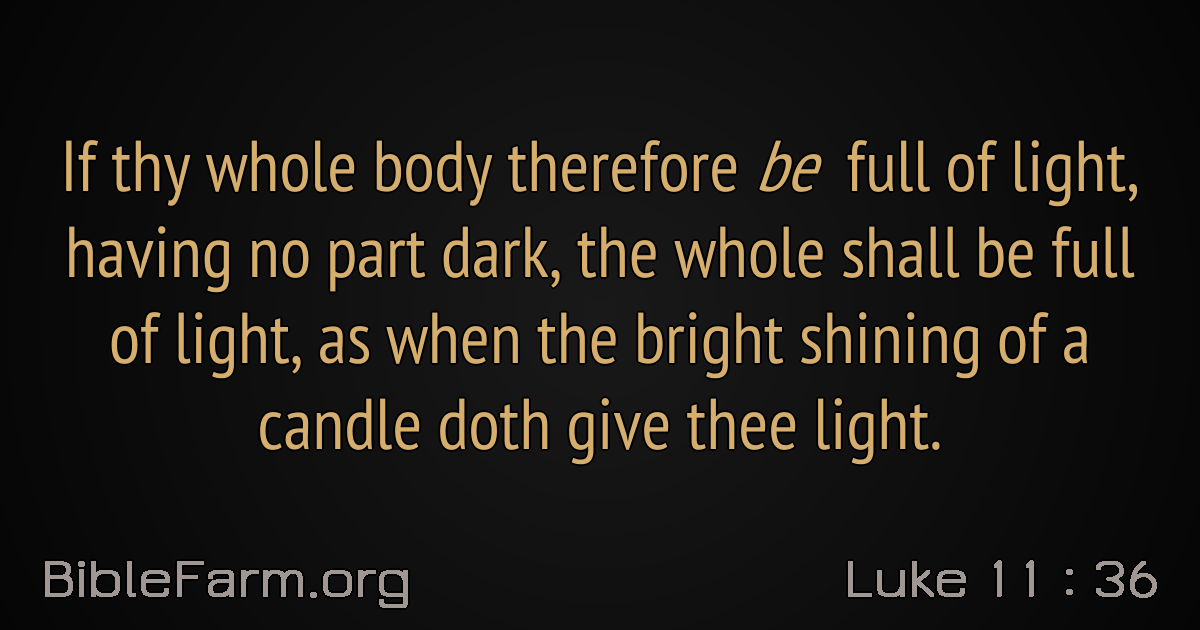 If thy whole body therefore be full of light,
having no part dark, the whole shall be full
of light, as when the bright shining of a
candle doth give thee light.
BibleFarm.org
Luke 11 : 36